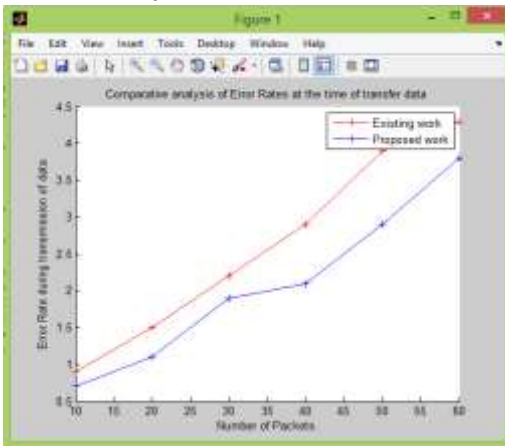 Figure 1
File Edit View Insert Tools Desktop Window Help
Comparative analysis of Error Rates at the time of transfer data
Existing work
Proposed work
Error Rate during transmission of data
4.5
4
3.5
3
2.5
2
1.5
1
0.5
10 15 20 25 30 35 40 45 50 55 60
Number of Packets